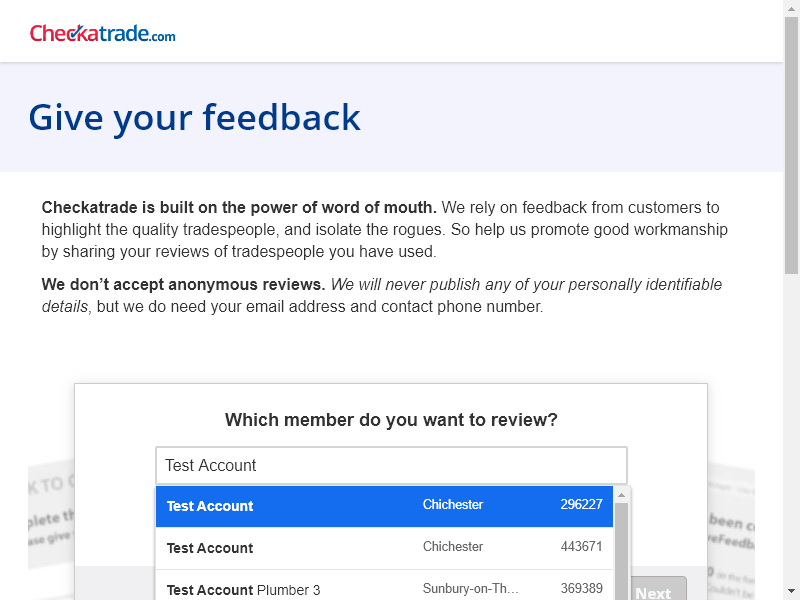 Checkatrade.com
Give your feedback
Checkatrade is built on the power of word of mouth. We rely on feedback from customers to
highlight the quality tradespeople, and isolate the rogues. So help us promote good workmanship
by sharing your reviews of tradespeople you have used.
We don’t accept anonymous reviews. We will never publish any of your personally identifiable
details, but we do need your email address and contact phone number.
Which member do you want to review?
Test Account
Test Account Chichester 296227
Test Account Chichester 443671
Test Account Plumber 3 Sunbury-on-Th... 369389
Next